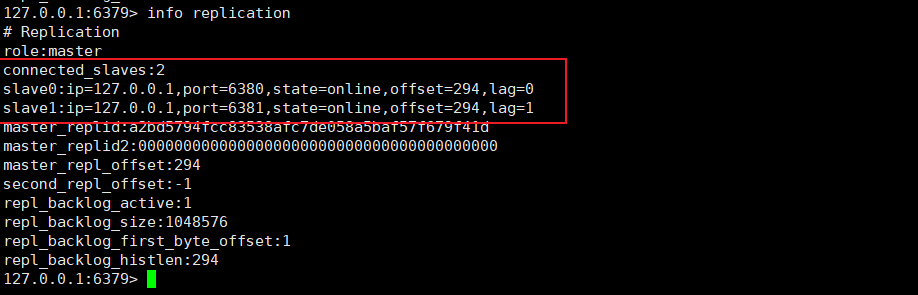 127.0.0.1:6379> info replication
# Replication
role:master
connected_slaves:2
slave0:ip=127.0.0.1,port=6380,state=online,offset=294,lag=0
slave1:ip=127.0.0.1,port=6381,state=online,offset=294,lag=1
master_replid:a2bd5794fcc83538afc7de058a5baf57f679f41d
master_replid2:0000000000000000000000000000000000000000
master_repl_offset:294
second_repl_offset:-1
repl_backlog_active:1
repl_backlog_size:1048576
repl_backlog_first_byte_offset:1
repl_backlog_histlen:294
127.0.0.1:6379>